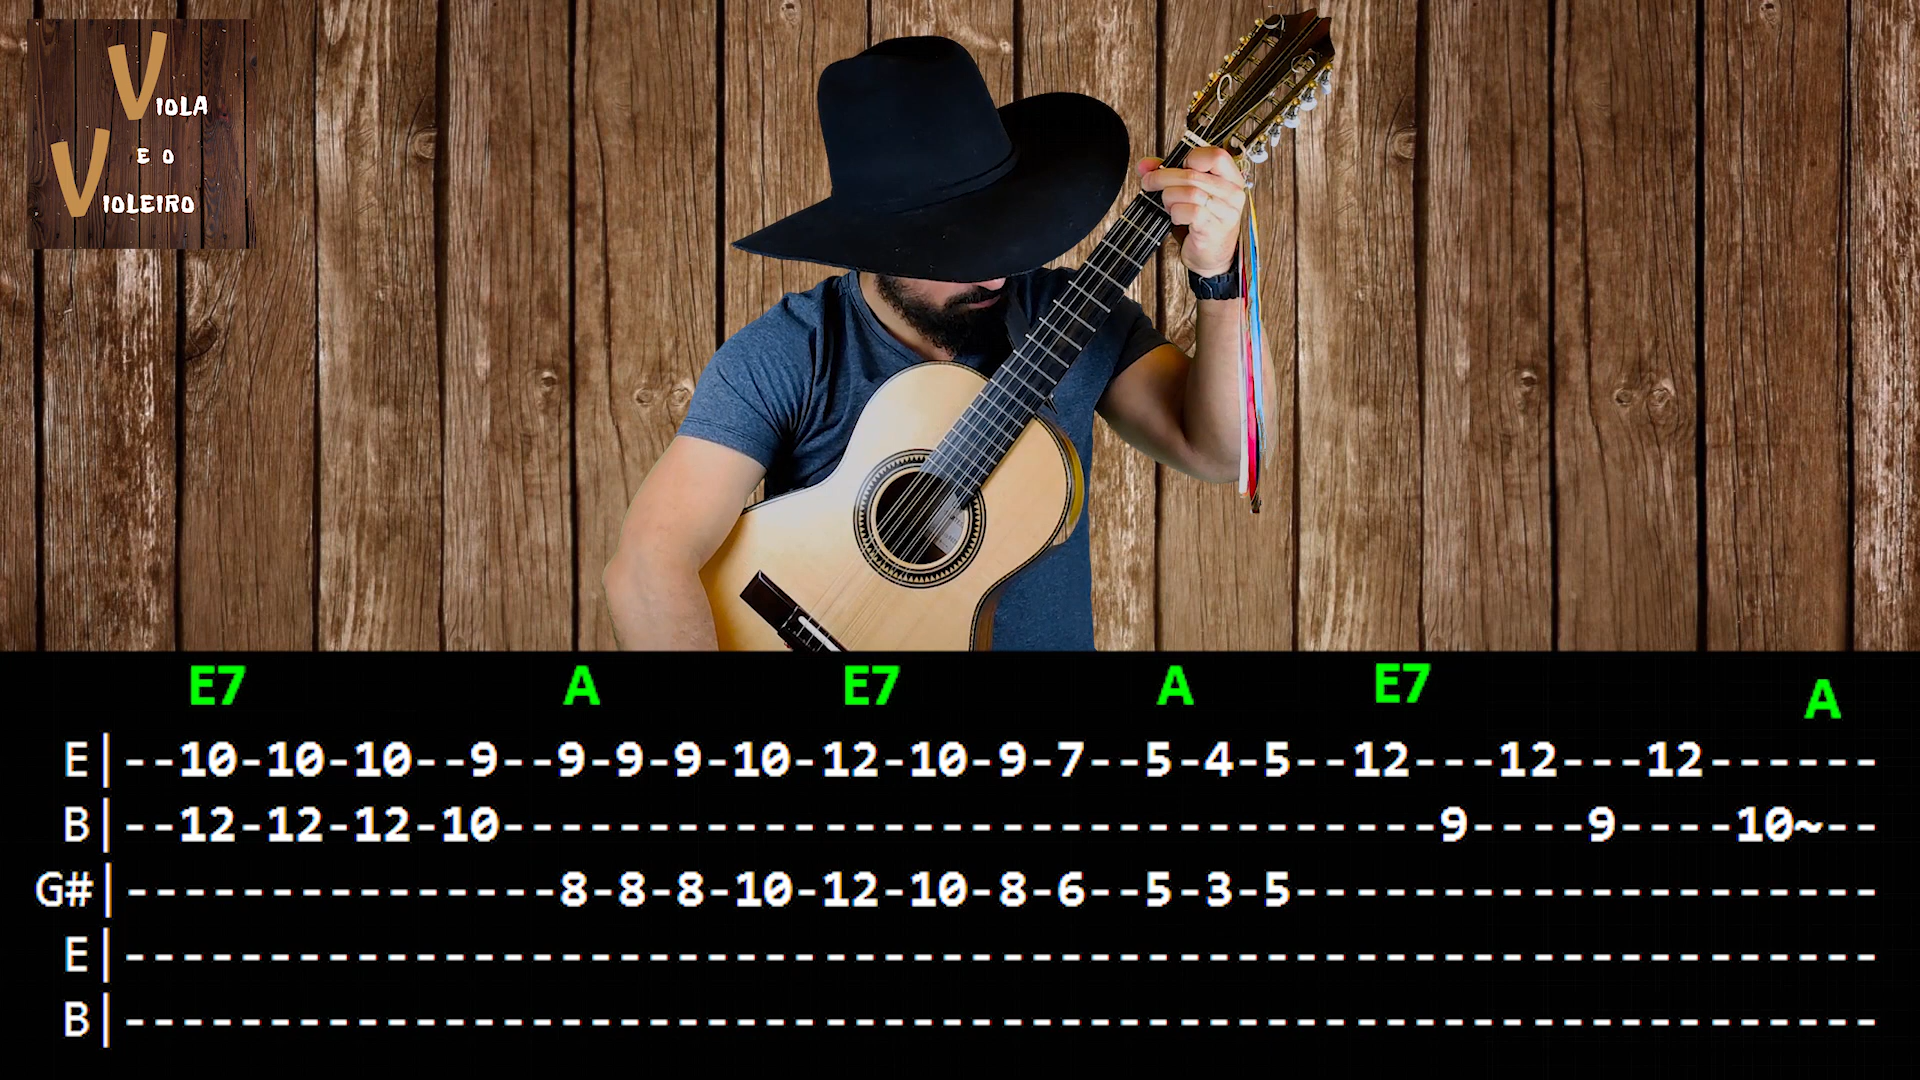 VIOLA
E O
VIOLEIRO
E7 A E7 A E7 A
E|--10-10-10--9--9-9-9-10-12-10-9-7--5-4-5--12---12---12------
B|--12-12-12-10--------------------------------9----9----10~--
G#|---------------8-8-8-10-12-10-8-6--5-3-5--------------------
E|------------------------------------------------------------
B|------------------------------------------------------------